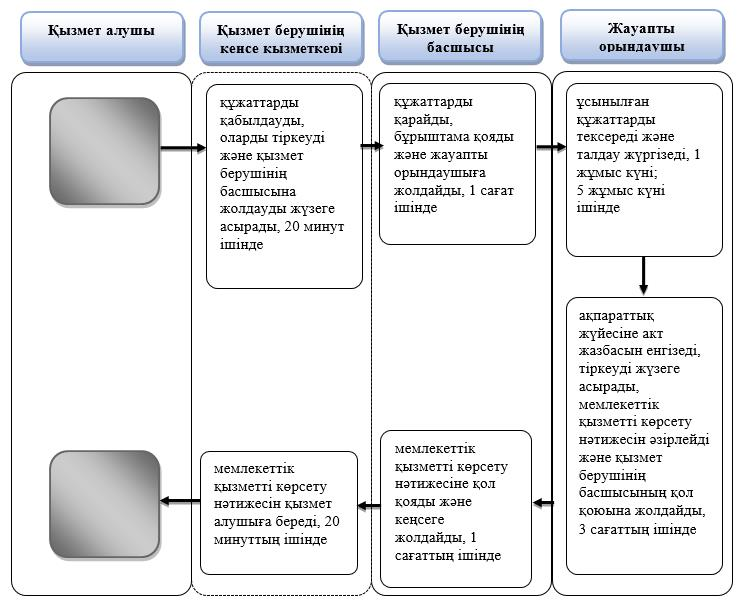 Қызмет алушы
Қызмет берушінің
кеңсе қызметкері
Қызмет берушінің
басшысы
Жауапты
орындаушы
құжаттарды
қабылдауды,
оларды тіркеуді
және қызмет
берушінің
басшысына
жолдауды жүзеге
асырады, 20 минут
ішінде
құжаттарды
қарайды,
бұрыштама қояды
және жауапты
орындаушыға
жолдайды, 1 сағат
ішінде
ұсынылған
құжаттарды
тексереді және
талдау жүргізеді, 1
жұмыс күні;
5 жұмыс күні
ішінде
ақпараттық
жүйесіне акт
жазбасын енгізеді,
тіркеуді жүзеге
асырады,
мемлекеттік
қызметті көрсету
нәтижесін әзірлейді
және қызмет
берушінің
басшысының қол
қоюына жолдайды,
3 сағаттың ішінде
мемлекеттік
қызметті көрсету
нәтижесіне қол
қояды және
кеңсеге
жолдайды, 1
сағаттың ішінде
мемлекеттік
қызметті көрсету
нәтижесін қызмет
алушыға береді, 20
минуттың ішінде